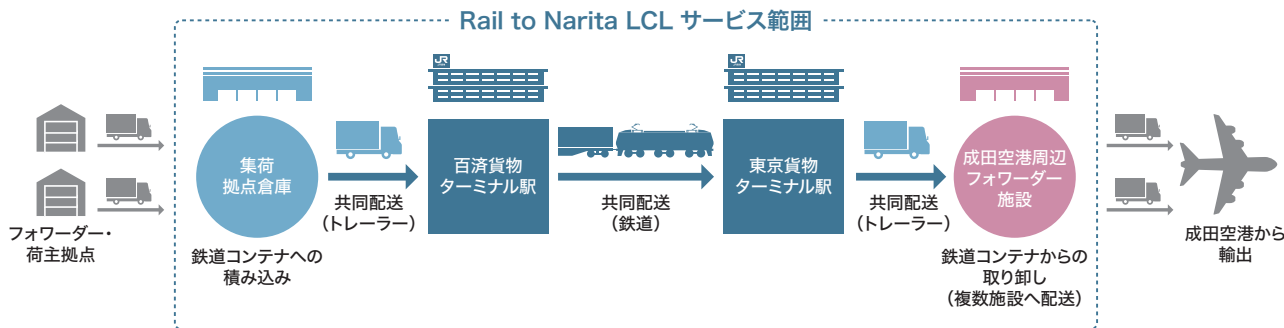 Rail to Narita LCL サービス範囲
JR
JR
集荷
拠点倉庫
百済貨物
ターミナル駅
東京貨物
ターミナル駅
成田空港周辺
フォワーダー
施設
共同配送
(トレーラー)
共同配送
(鉄道)
共同配送
(トレーラー)
フォワーダー・
荷主拠点
鉄道コンテナへの
積み込み
鉄道コンテナからの
取り卸し
(複数施設へ配送)
成田空港から
輸出